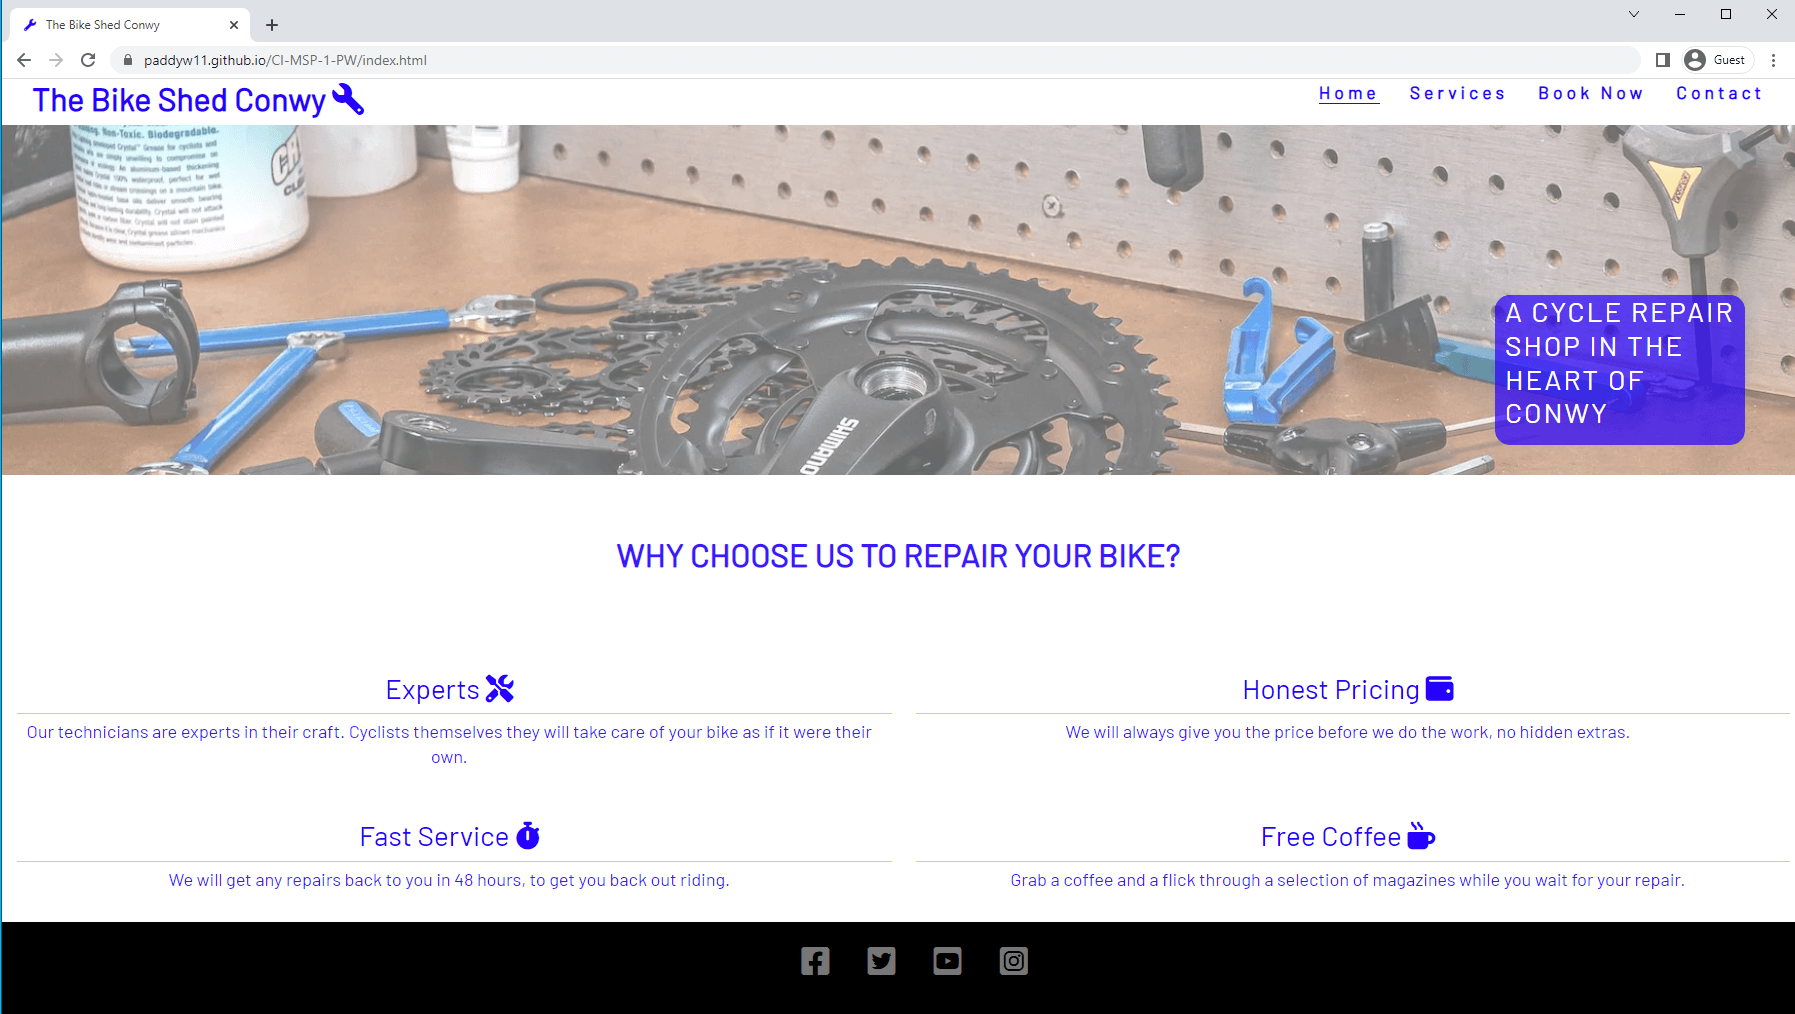 The Bike Shed Conwy
paddyw11.github.io/CI-MSP-1-PW/index.html
Guest
The Bike Shed Conwy
Home Services Book Now Contact
Non-Toxic. Biodegradable.
SHIMANO
A CYCLE REPAIR
SHOP IN THE
HEART OF
CONWY
WHY CHOOSE US TO REPAIR YOUR BIKE?
Experts
Our technicians are experts in their craft. Cyclists themselves they will take care of your bike as if it were their
own.
Honest Pricing
We will always give you the price before we do the work, no hidden extras.
Fast Service
We will get any repairs back to you in 48 hours, to get you back out riding.
Free Coffee
Grab a coffee and a flick through a selection of magazines while you wait for your repair.